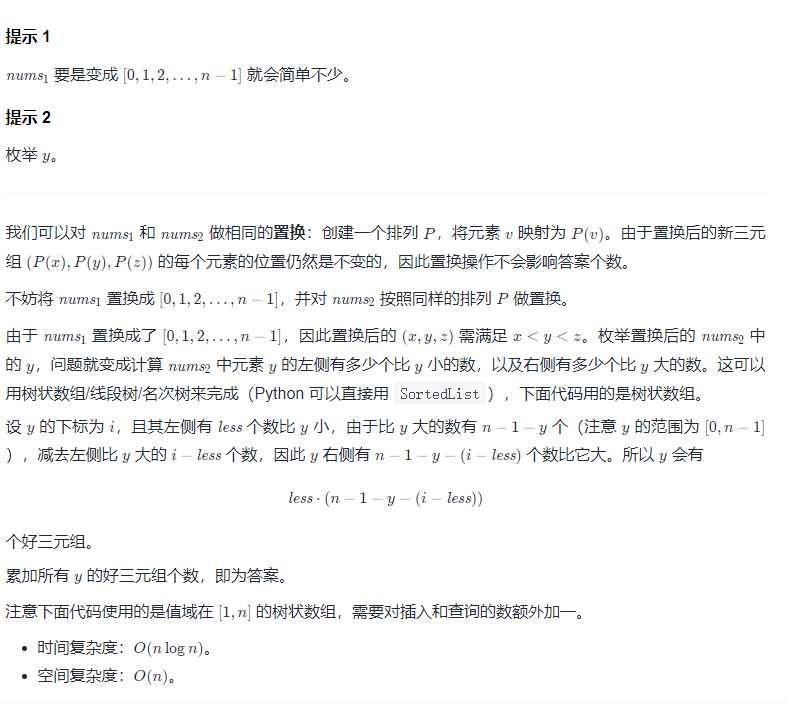 提示 1
nums₁ 要是变成 [0, 1, 2, …, n − 1] 就会简单不少。
提示 2
枚举 y。
我们可以对 nums₁ 和 nums₂ 做相同的置换：创建一个排列 P，将元素 v 映射为 P(v)。由于置换后的新三元
组 (P(x), P(y), P(z)) 的每个元素的位置仍然是不变的，因此置换操作不会影响答案个数。
不妨将 nums₁ 置换成 [0, 1, 2, …, n − 1]，并对 nums₂ 按照同样的排列 P 做置换。
由于 nums₁ 置换成了 [0, 1, 2, …, n − 1]，因此置换后的 (x, y, z) 需满足 x < y < z。枚举置换后的 nums₂ 中
的 y，问题就变成计算 nums₂ 中元素 y 的左侧有多少个比 y 小的数，以及右侧有多少个比 y 大的数。这可以
用树状数组/线段树/名次树来完成（Python 可以直接用 SortedList），下面代码用的是树状数组。
设 y 的下标为 i，且其左侧有 less 个数比 y 小，由于比 y 大的数有 n − 1 − y 个（注意 y 的范围为 [0, n − 1]
），减去左侧比 y 大的 i − less 个数，因此 y 右侧有 n − 1 − y − (i − less) 个数比它大。所以 y 会有
less · (n − 1 − y − (i − less))
个好三元组。
累加所有 y 的好三元组个数，即为答案。
注意下面代码使用的是值域在 [1, n] 的树状数组，需要对插入和查询的数额外加一。
• 时间复杂度：O(n log n)。
• 空间复杂度：O(n)。